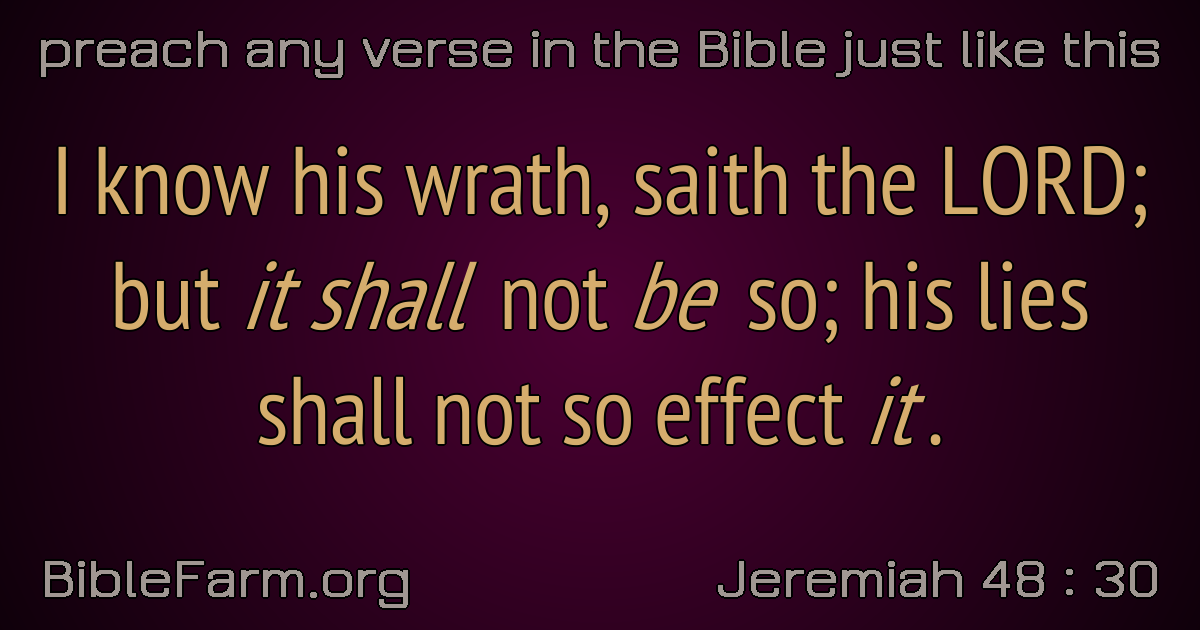 preach any verse in the Bible just like this
I know his wrath, saith the LORD;
but it shall not be so; his lies
shall not so effect it.
BibleFarm.org
Jeremiah 48 : 30